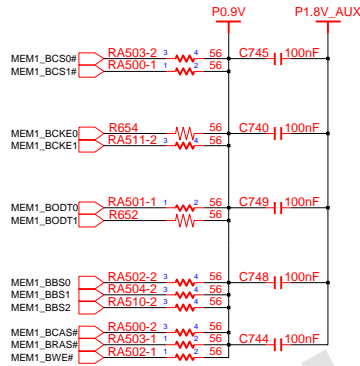 P0.9V P1.8V_AUX
MEM1_BCS0# RA503-2 3 4 56 C745 100nF
MEM1_BCS1# RA500-1 1 2 56
MEM1_BCKE0 R654 56 C740 100nF
MEM1_BCKE1 RA511-2 3 4 56
MEM1_BODT0 RA501-1 1 2 56 C749 100nF
MEM1_BODT1 R652 56
MEM1_BBS0 RA502-2 3 4 56 C748 100nF
MEM1_BBS1 RA504-2 3 4 56
MEM1_BBS2 RA510-2 3 4 56
MEM1_BCAS# RA500-2 3 4 56
MEM1_BRAS# RA503-1 1 2 56 C744 100nF
MEM1_BWE# RA502-1 1 2 56